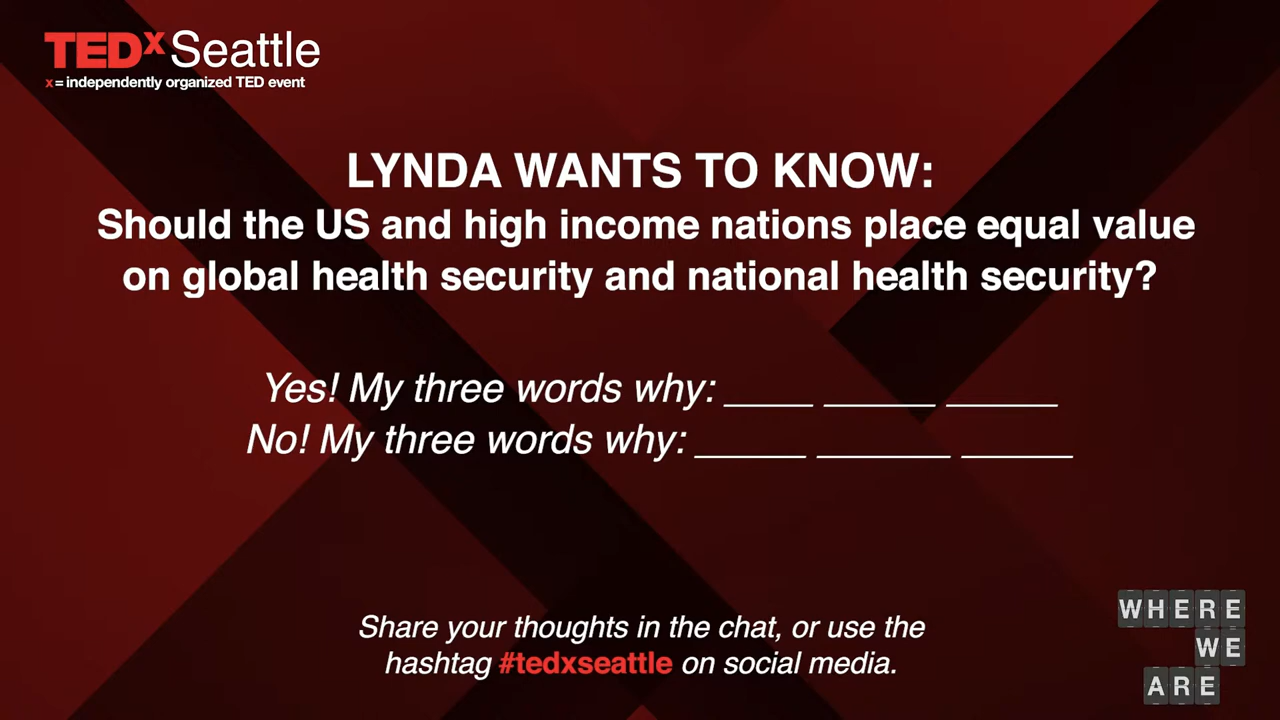 TEDxSeattle
x = independently organized TED event
LYNDA WANTS TO KNOW:
Should the US and high income nations place equal value
on global health security and national health security?
Yes! My three words why: ____ _____ _____
No! My three words why: _____ ______ _____
Share your thoughts in the chat, or use the
hashtag #tedxseattle on social media.
WHERE
WE
ARE